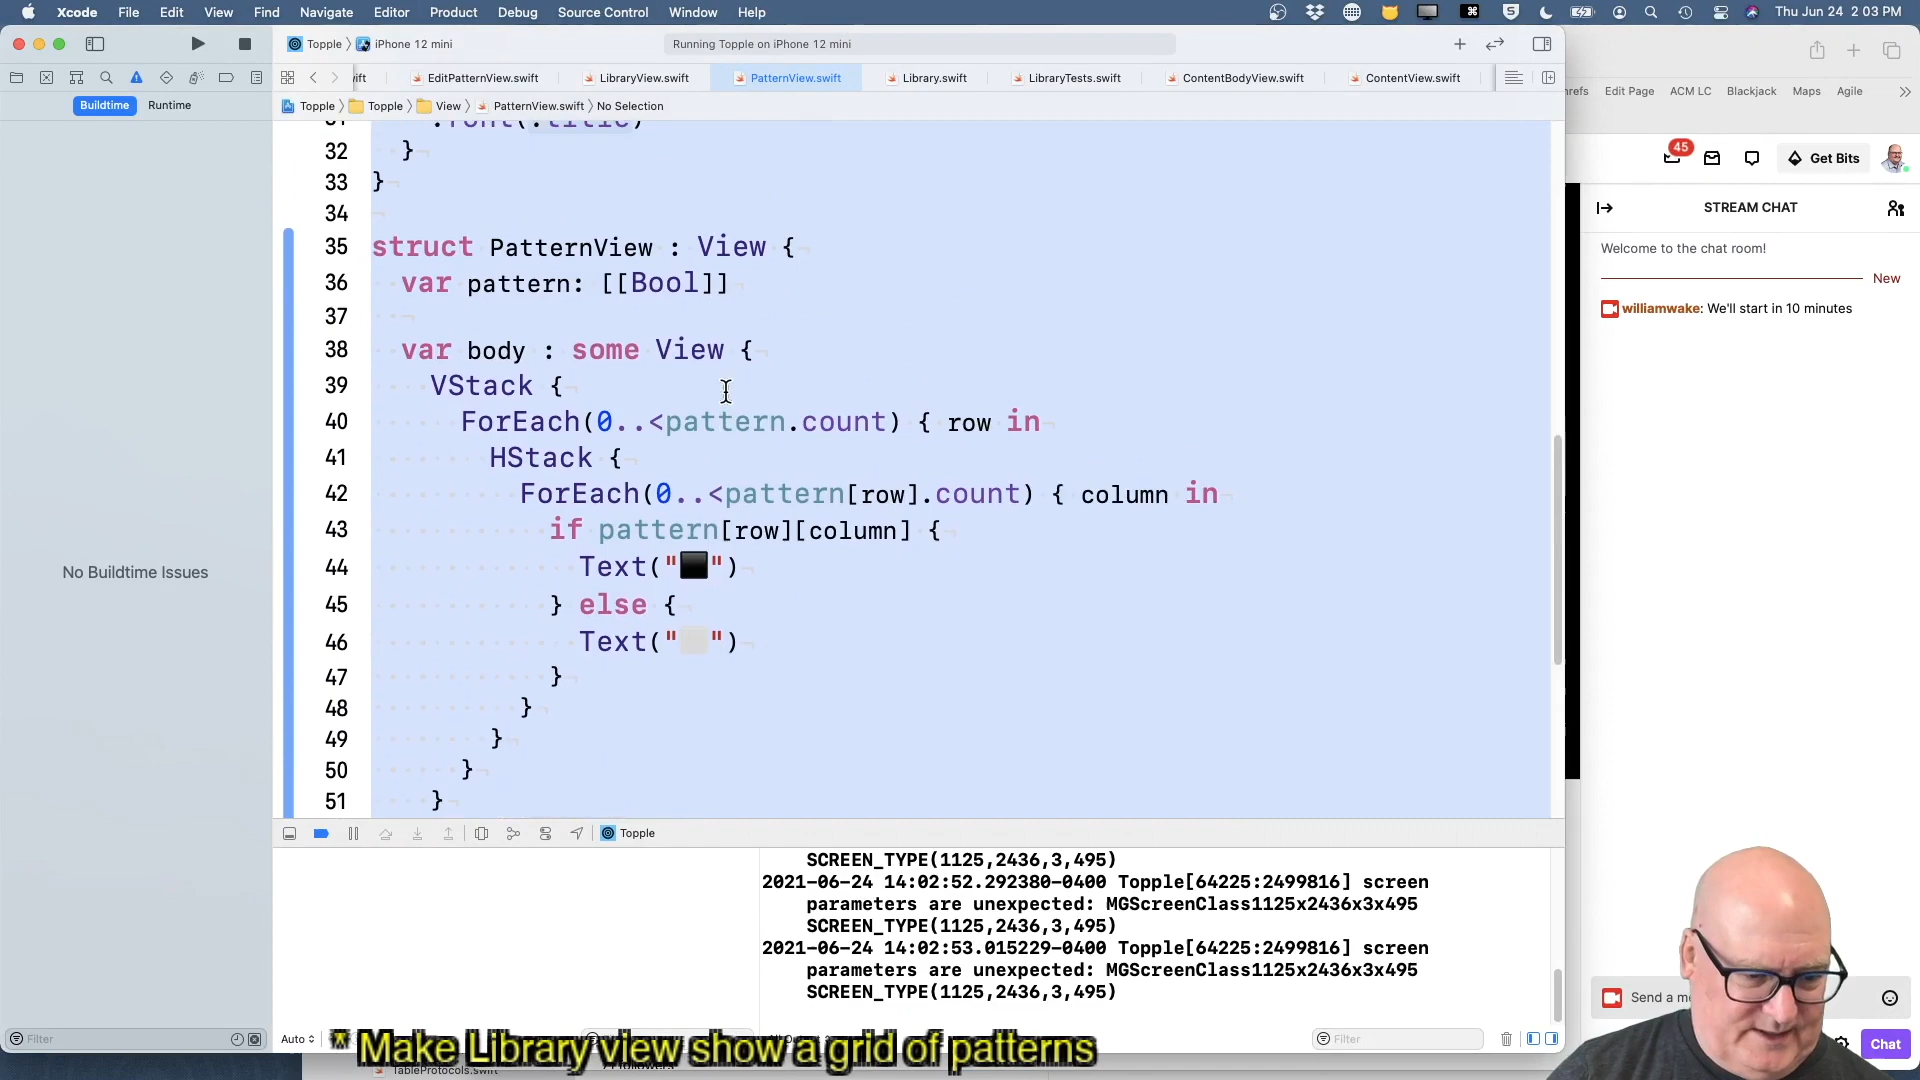 Xcode File Edit View Find Navigate Editor Product Debug Source Control Window Help
Thu Jun 24 2:03 PM
Topple iPhone 12 mini
Running Topple on iPhone 12 mini
EditPatternView.swift LibraryView.swift PatternView.swift Library.swift LibraryTests.swift ContentBodyView.swift ContentView.swift
Edit Page ACM LC Blackjack Maps Agile
Buildtime Runtime
Topple Topple View PatternView.swift No Selection
32 }
33 }
34
35 struct PatternView : View {
36 var pattern: [[Bool]]
37
38 var body : some View {
39 VStack {
40 ForEach(0..<pattern.count) { row in
41 HStack {
42 ForEach(0..<pattern[row].count) { column in
43 if pattern[row][column] {
44 Text("⬛")
45 } else {
46 Text("⬜")
47 }
48 }
49 }
50 }
51 }
No Buildtime Issues
45
Get Bits
STREAM CHAT
Welcome to the chat room!
New
williamwake: We'll start in 10 minutes
Topple
SCREEN_TYPE(1125,2436,3,495)
2021-06-24 14:02:52.292380-0400 Topple[64225:2499816] screen
parameters are unexpected: MGScreenClass1125x2436x3x495
SCREEN_TYPE(1125,2436,3,495)
2021-06-24 14:02:53.015229-0400 Topple[64225:2499816] screen
parameters are unexpected: MGScreenClass1125x2436x3x495
SCREEN_TYPE(1125,2436,3,495)
Send a
Filter
Auto
Filter
Chat
* Make Library view show a grid of patterns
TableProtocols.swift